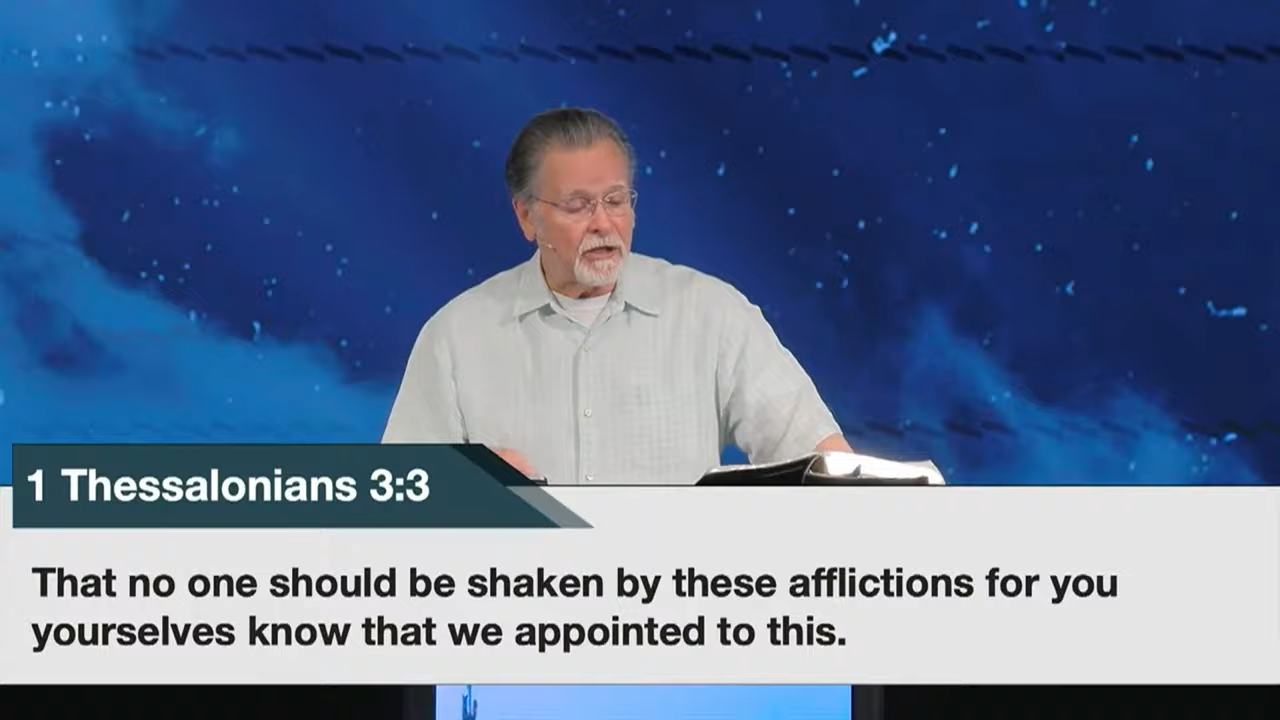 1 Thessalonians 3:3
That no one should be shaken by these afflictions for you
yourselves know that we appointed to this.